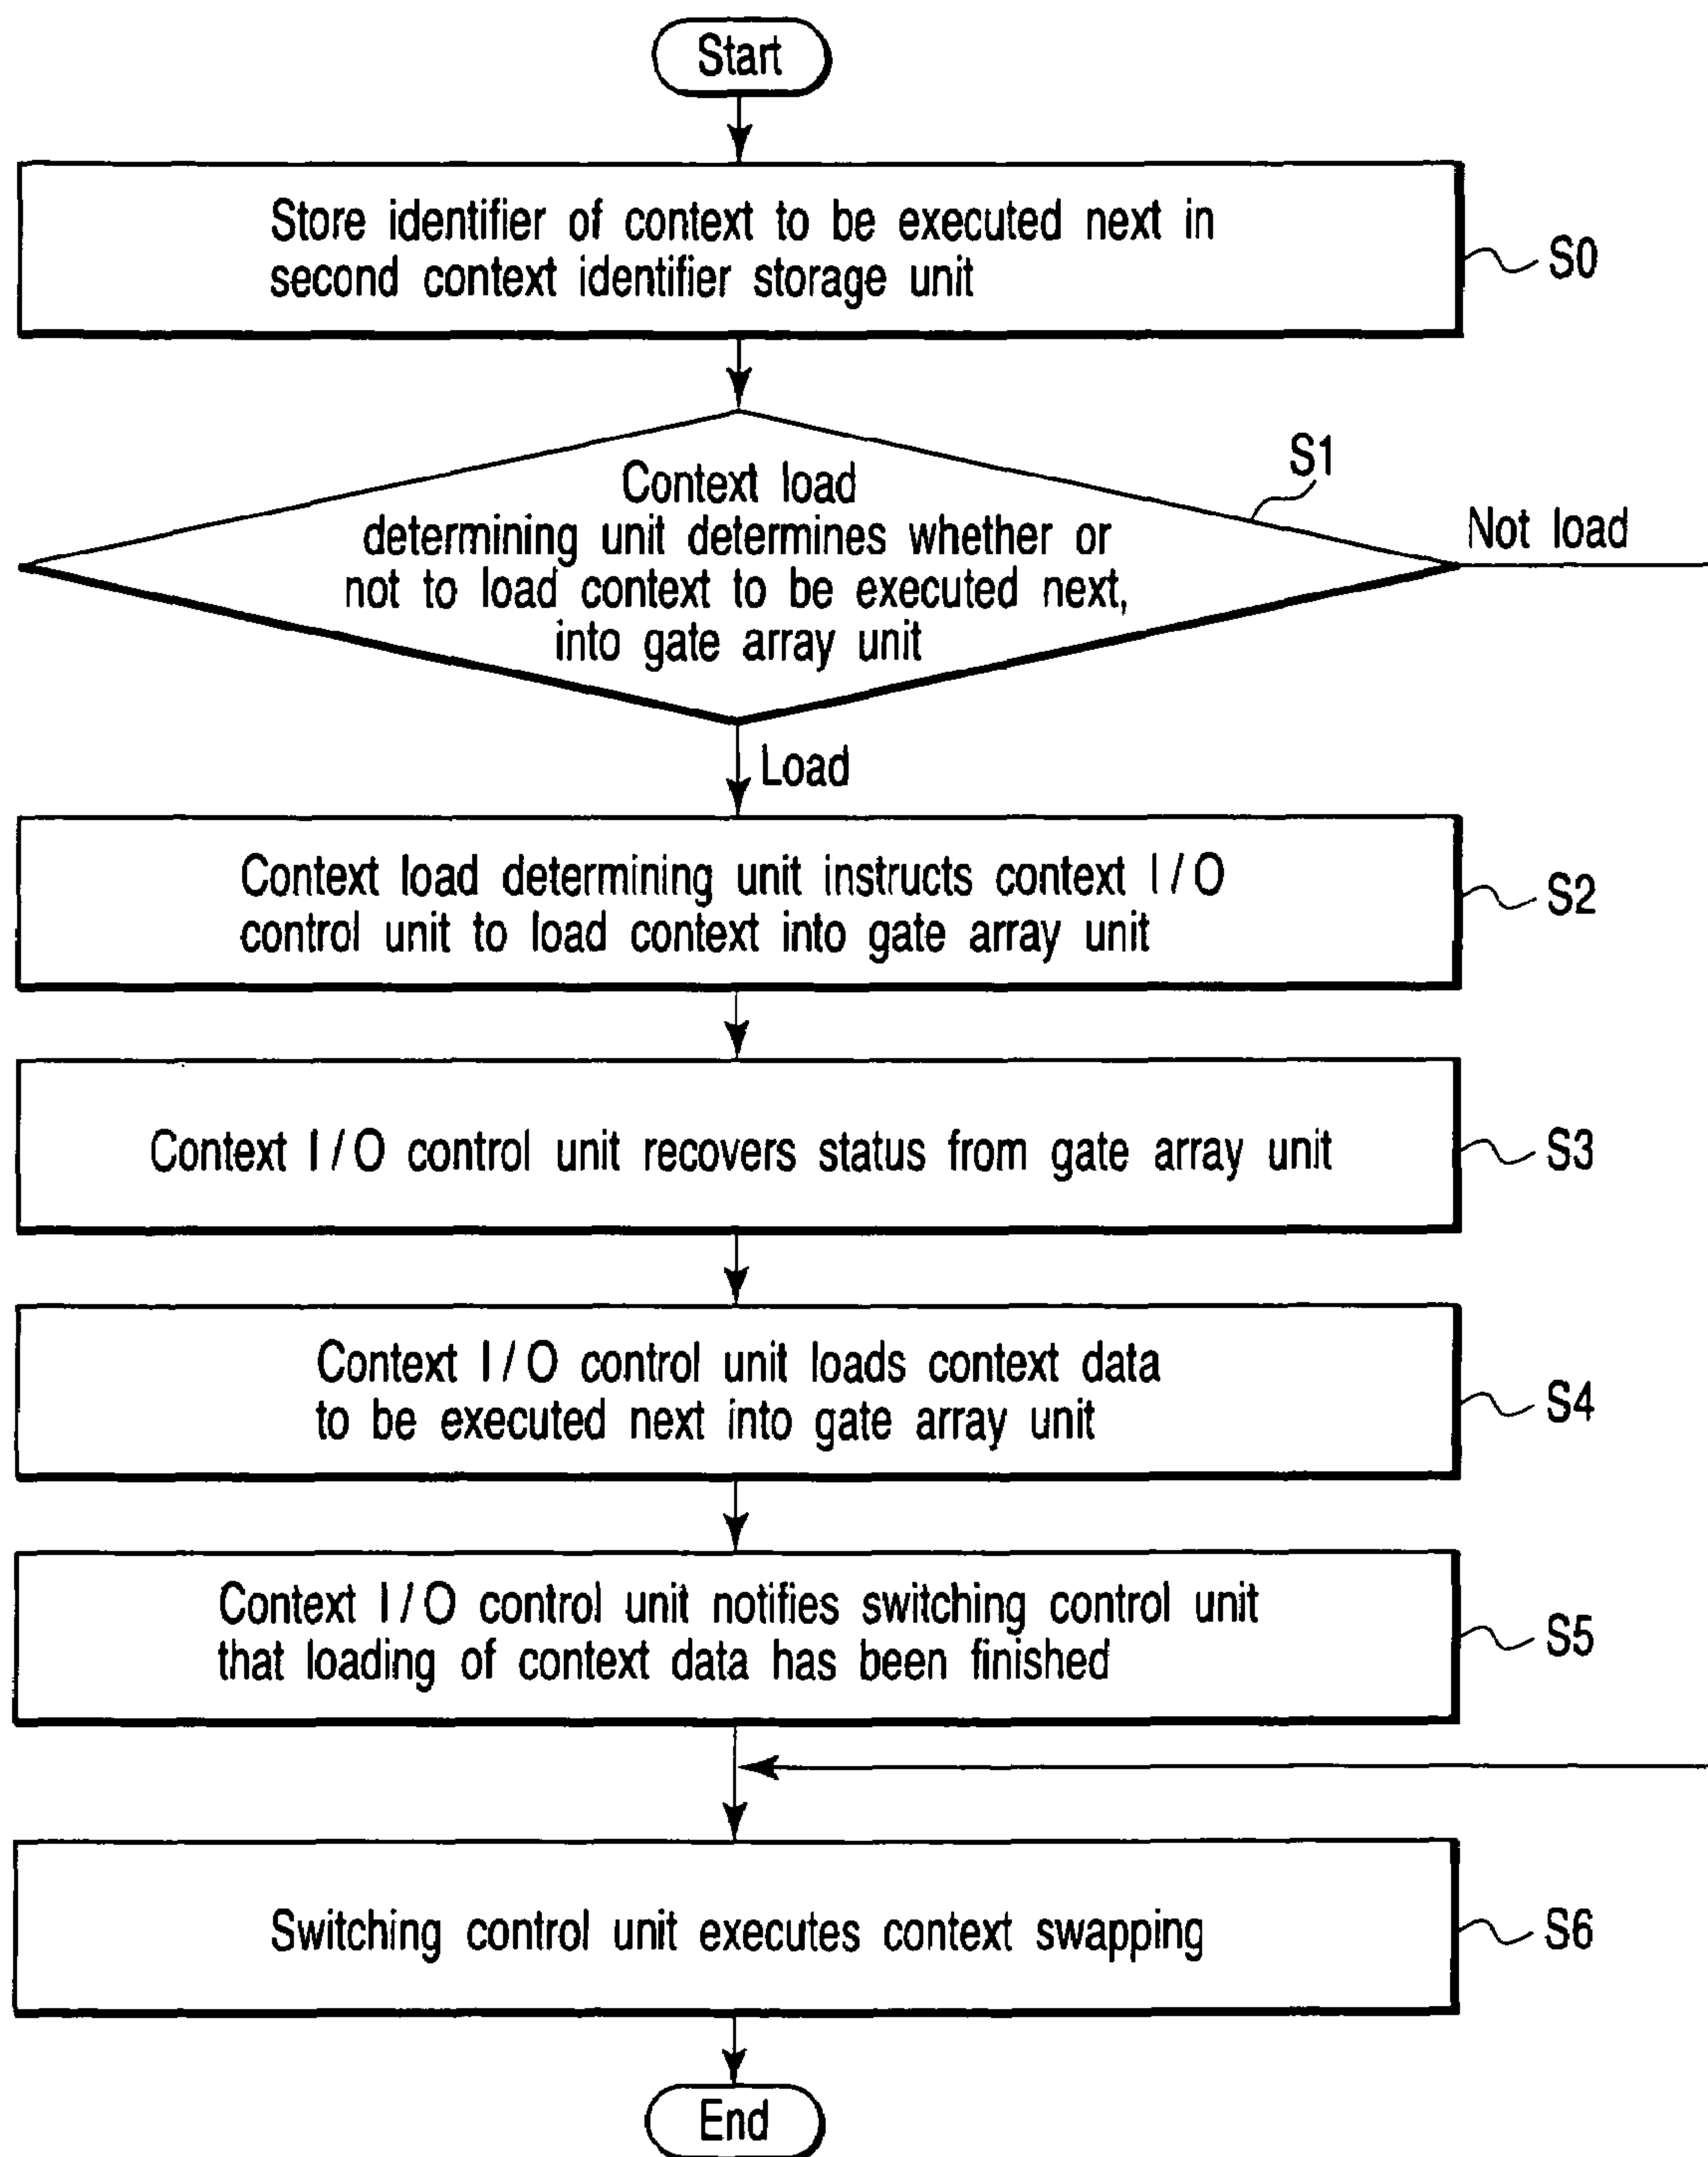 Start
Store identifier of context to be executed next in
second context identifier storage unit
S0
S1
Context load
determining unit determines whether or
not to load context to be executed next,
into gate array unit
Not load
Load
Context load determining unit instructs context I/O
control unit to load context into gate array unit
S2
Context I/O control unit recovers status from gate array unit
S3
Context I/O control unit loads context data
to be executed next into gate array unit
S4
Context I/O control unit notifies switching control unit
that loading of context data has been finished
S5
Switching control unit executes context swapping
S6
End